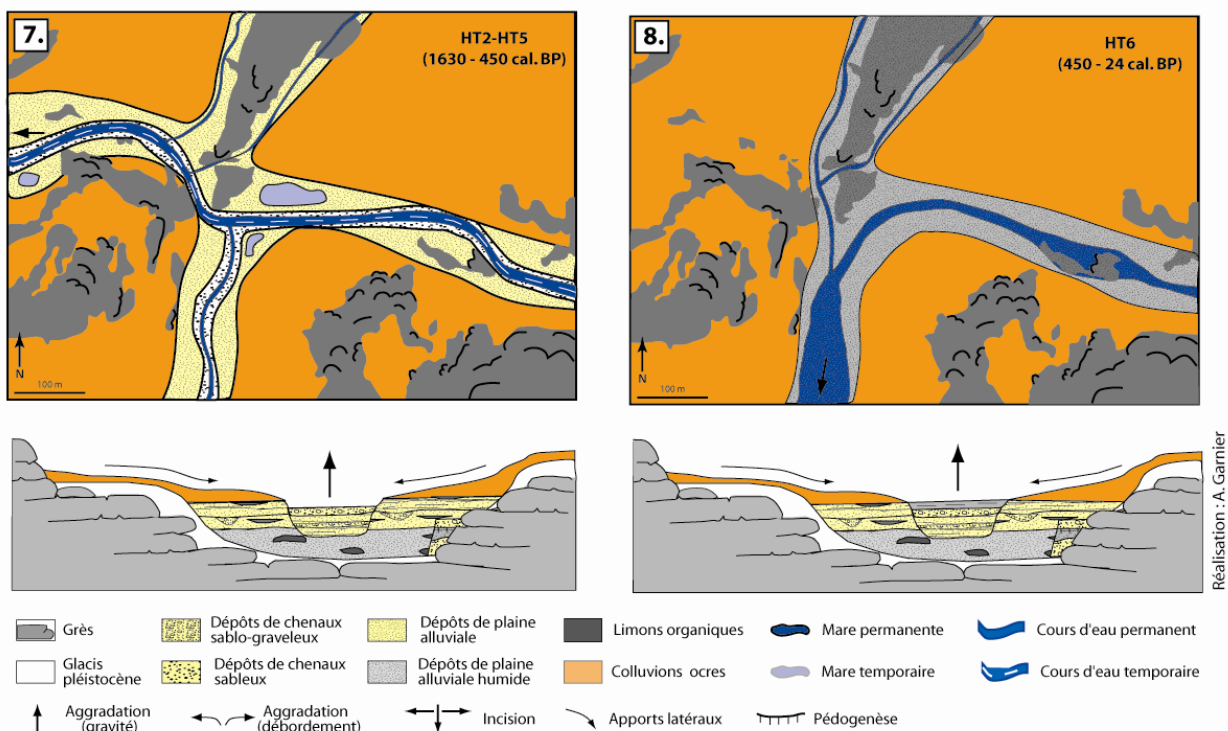 7.
HT2-HT5
(1630 - 450 cal. BP)
N
100 m
8.
HT6
(450 - 24 cal. BP)
N
100 m
Réalisation : A. Garnier
Grès
Dépôts de chenaux
sablo-graveleux
Dépôts de plaine
alluviale
Limons organiques
Mare permanente
Cours d'eau permanent
Glacis
pléistocène
Dépôts de chenaux
sableux
Dépôts de plaine
alluviale humide
Colluvions ocres
Mare temporaire
Cours d'eau temporaire
Aggradation
(gravité)
Aggradation
(débordement)
Incision
Apports latéraux
Pédogenèse